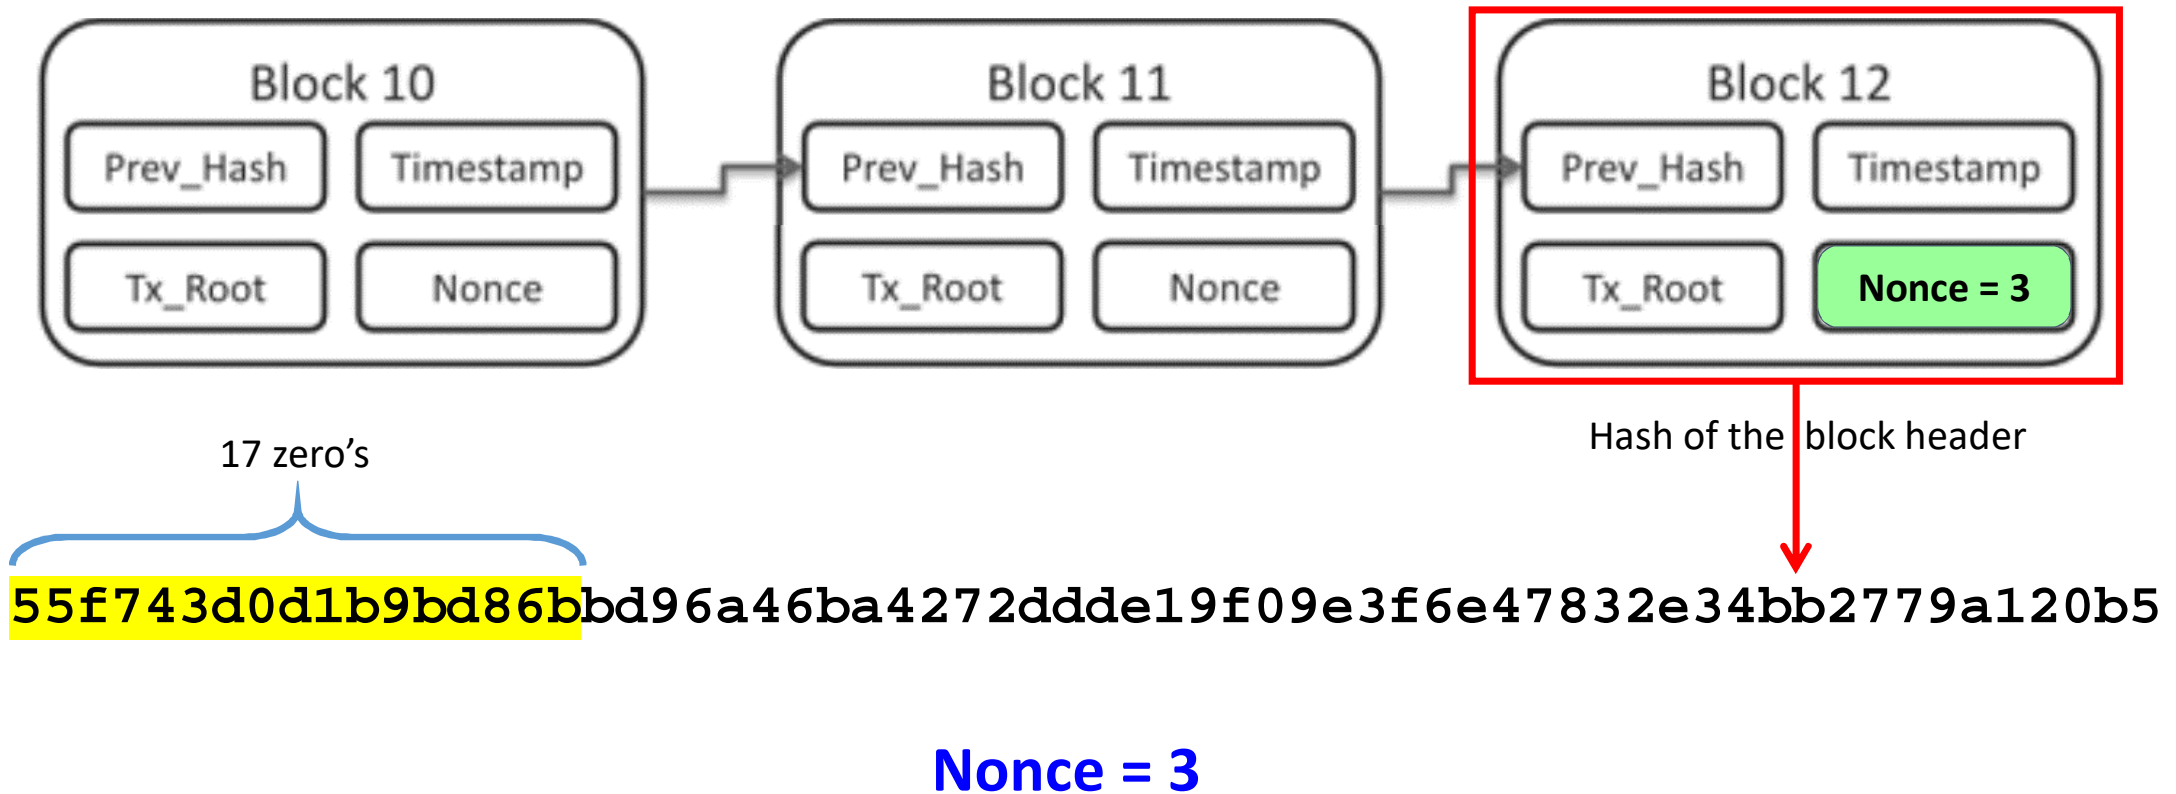 Block 10
Prev_Hash
Timestamp
Tx_Root
Nonce
Block 11
Prev_Hash
Timestamp
Tx_Root
Nonce
Block 12
Prev_Hash
Timestamp
Tx_Root
Nonce = 3
17 zero’s
Hash of the block header
55f743d0d1b9bd86bbd96a46ba4272ddde19f09e3f6e47832e34bb2779a120b5
Nonce = 3